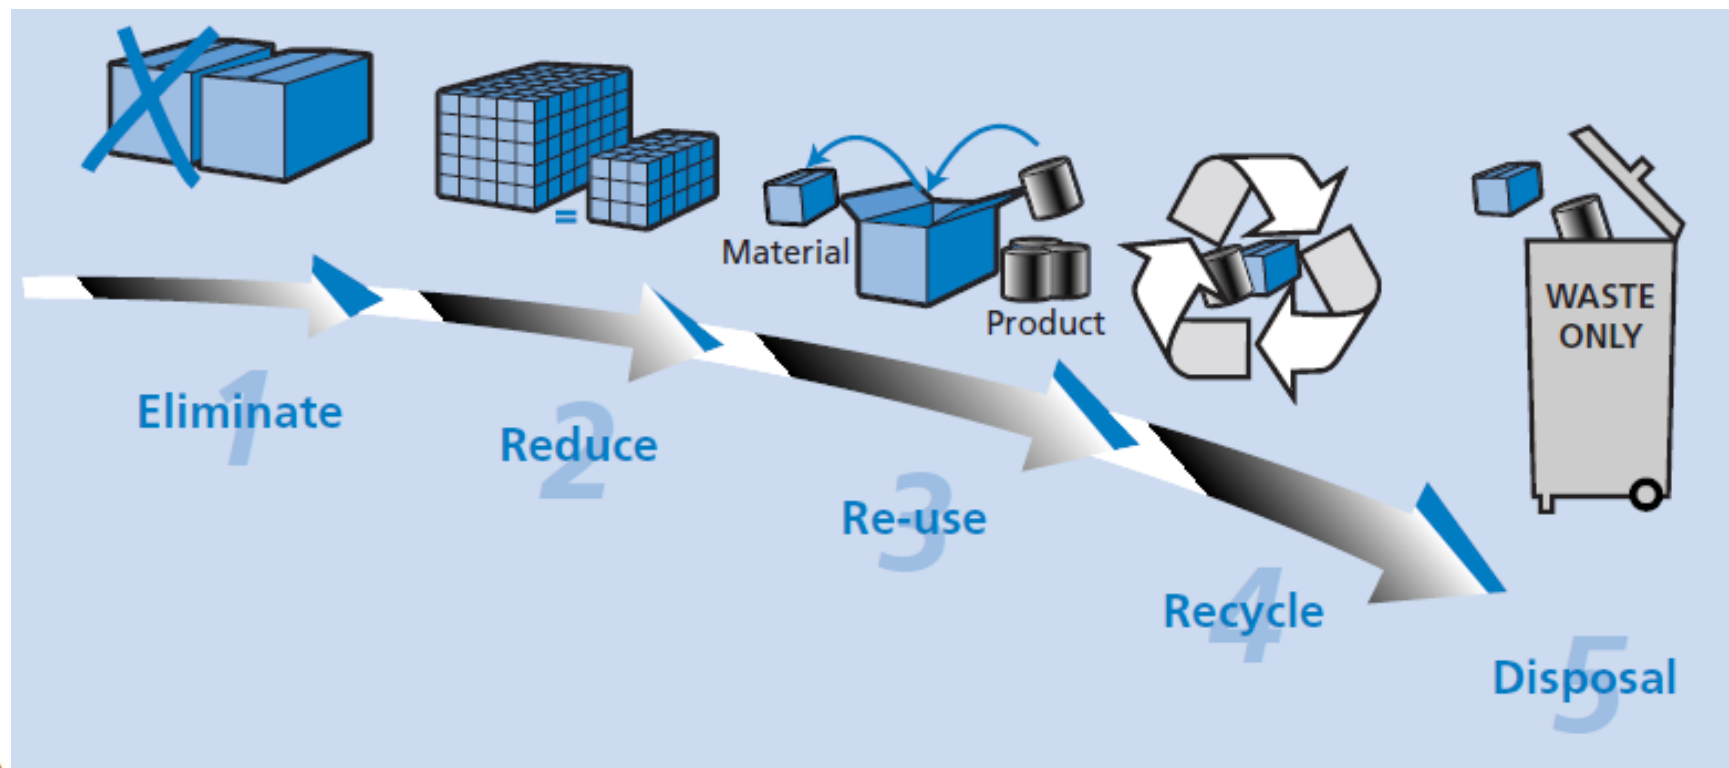 =
Material
Product
WASTE
ONLY
1
Eliminate
2
Reduce
3
Re-use
4
Recycle
5
Disposal